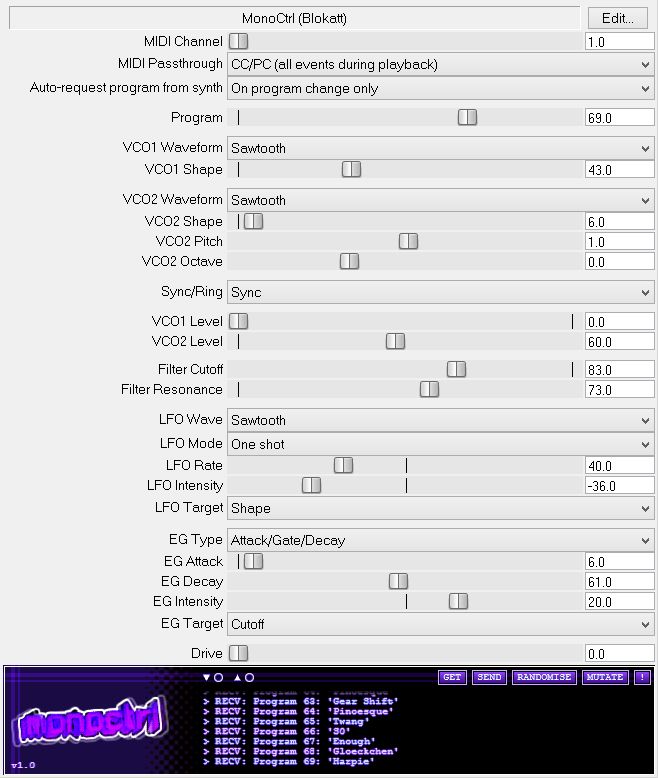 MonoCtrl (Blokatt)
Edit...
MIDI Channel 1.0
MIDI Passthrough CC/PC (all events during playback)
Auto-request program from synth On program change only
Program 69.0
VCO1 Waveform Sawtooth
VCO1 Shape 43.0
VCO2 Waveform Sawtooth
VCO2 Shape 6.0
VCO2 Pitch 1.0
VCO2 Octave 0.0
Sync/Ring Sync
VCO1 Level 0.0
VCO2 Level 60.0
Filter Cutoff 83.0
Filter Resonance 73.0
LFO Wave Sawtooth
LFO Mode One shot
LFO Rate 40.0
LFO Intensity -36.0
LFO Target Shape
EG Type Attack/Gate/Decay
EG Attack 6.0
EG Decay 61.0
EG Intensity 20.0
EG Target Cutoff
Drive 0.0
GET SEND RANDOMISE MUTATE !
monoctrl
v1.0
> RECV: Program 63: 'Gear Shift'
> RECV: Program 64: 'Pinoesque'
> RECV: Program 65: 'Twang'
> RECV: Program 66: 'SO'
> RECV: Program 67: 'Enough'
> RECV: Program 68: 'Gloeckchen'
> RECV: Program 69: 'Harpie'